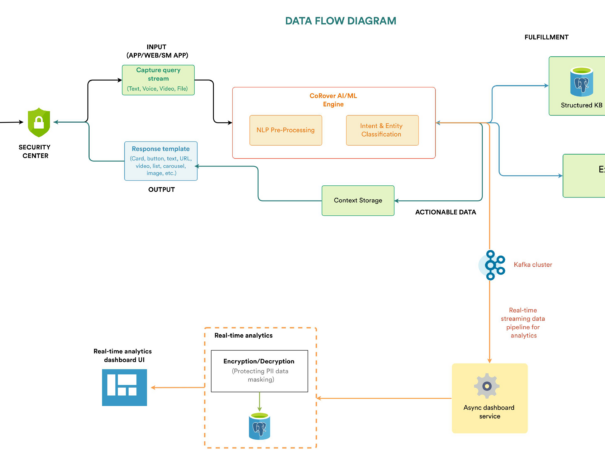 DATA FLOW DIAGRAM
FULFILLMENT
INPUT
(APP/WEB/SM APP)
Capture query
stream
(Text, Voice, Video, File)
CoRover AI/ML
Engine
NLP Pre-Processing
Intent & Entity
Classification
Structured KB
SECURITY
CENTER
Response template
(Card, button, text, URL,
video, list, carousel,
image, etc.)
OUTPUT
Context Storage
ACTIONABLE DATA
Kafka cluster
Real-time
streaming data
pipeline for
analytics
Real-time analytics
Real-time analytics
dashboard UI
Encryption/Decryption
(Protecting PII data
masking)
Async dashboard
service